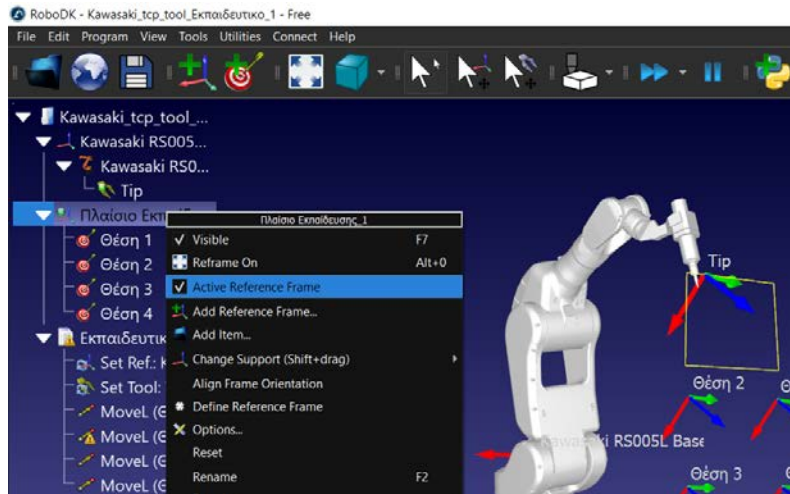 RoboDK - Kawasaki_tcp_tool_Εκπαιδευτικο_1 - Free
File Edit Program View Tools Utilities Connect Help
Kawasaki_tcp_tool_...
Kawasaki RS005...
Kawasaki RS0...
Tip
Πλαίσιο
Θέση 1
Θέση 2
Θέση 3
Θέση 4
Εκπαιδευτικ
Set Ref.: K
Set Tool:
MoveL (Θ
MoveL (Θ
MoveL (Θ
MoveL (Θ
Πλαίσιο Εκπαίδευσης_1
Visible F7
Reframe On Alt+0
Active Reference Frame
Add Reference Frame...
Add Item...
Change Support (Shift+drag)
Align Frame Orientation
Define Reference Frame
Options...
Reset
Rename F2
Tip
Θέση 2
Kawasaki RS005L Base
Θέση 3